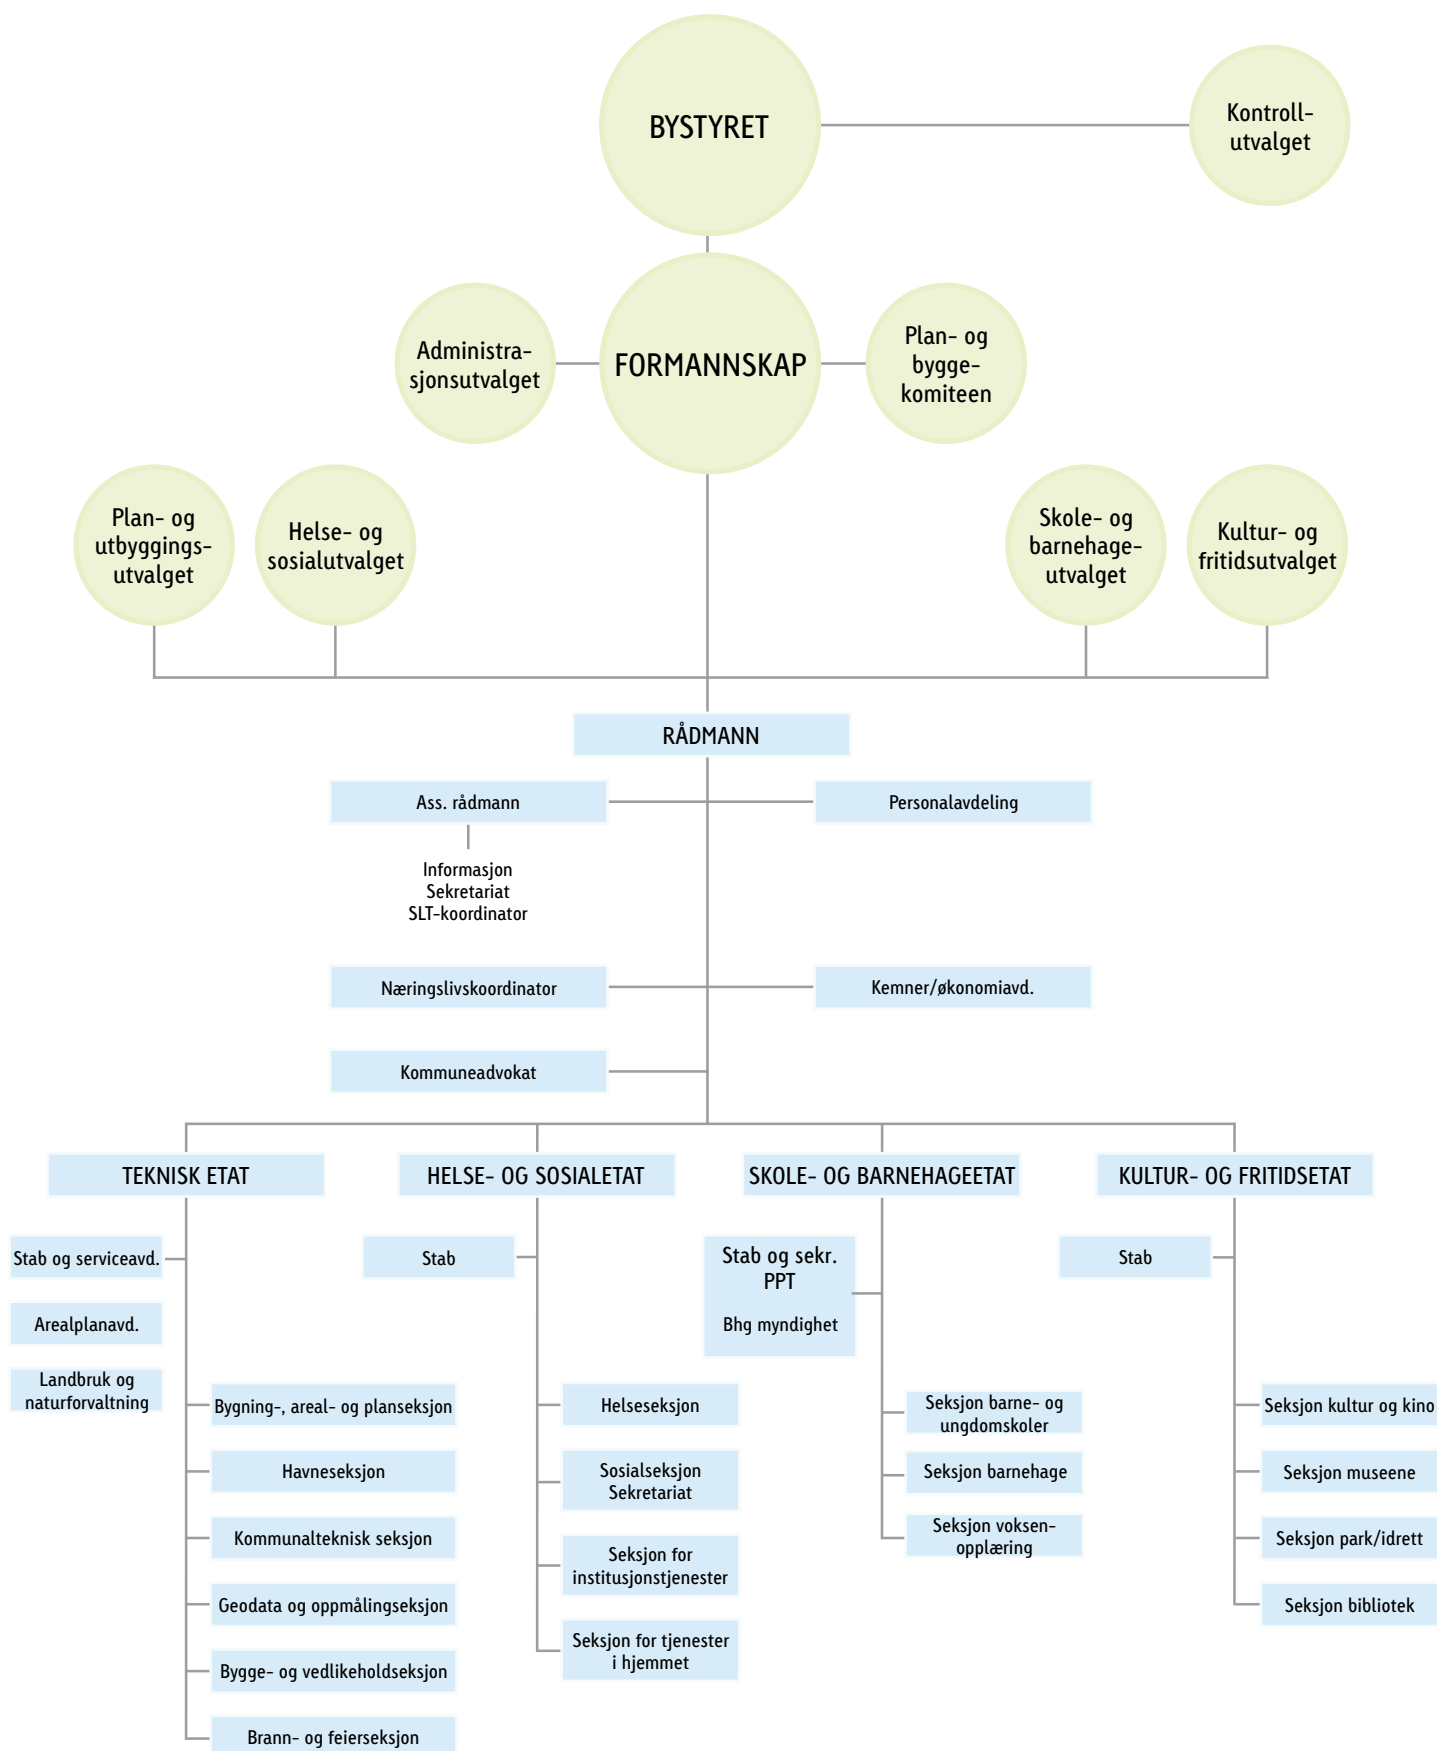 BYSTYRET
Kontroll-
utvalget
Administra-
sjonsutvalget
FORMANNSKAP
Plan- og
bygge-
komiteen
Plan- og
utbyggings-
utvalget
Helse- og
sosialutvalget
Skole- og
barnehage-
utvalget
Kultur- og
fritidsutvalget
RÅDMANN
Ass. rådmann
Personalavdeling
Informasjon
Sekretariat
SLT-koordinator
Næringslivskoordinator
Kemner/økonomiavd.
Kommuneadvokat
TEKNISK ETAT
HELSE- OG SOSIALETAT
SKOLE- OG BARNEHAGEETAT
KULTUR- OG FRITIDSETAT
Stab og serviceavd.
Arealplanavd.
Landbruk og
naturforvaltning
Bygning-, areal- og planseksjon
Havneseksjon
Kommunalteknisk seksjon
Geodata og oppmålingseksjon
Bygge- og vedlikeholdseksjon
Brann- og feierseksjon
Stab
Helseseksjon
Sosialseksjon
Sekretariat
Seksjon for
institusjonstjenester
Seksjon for tjenester
i hjemmet
Stab og sekr.
PPT
Bhg myndighet
Seksjon barne- og
ungdomskoler
Seksjon barnehage
Seksjon voksen-
opplæring
Stab
Seksjon kultur og kino
Seksjon museene
Seksjon park/idrett
Seksjon bibliotek